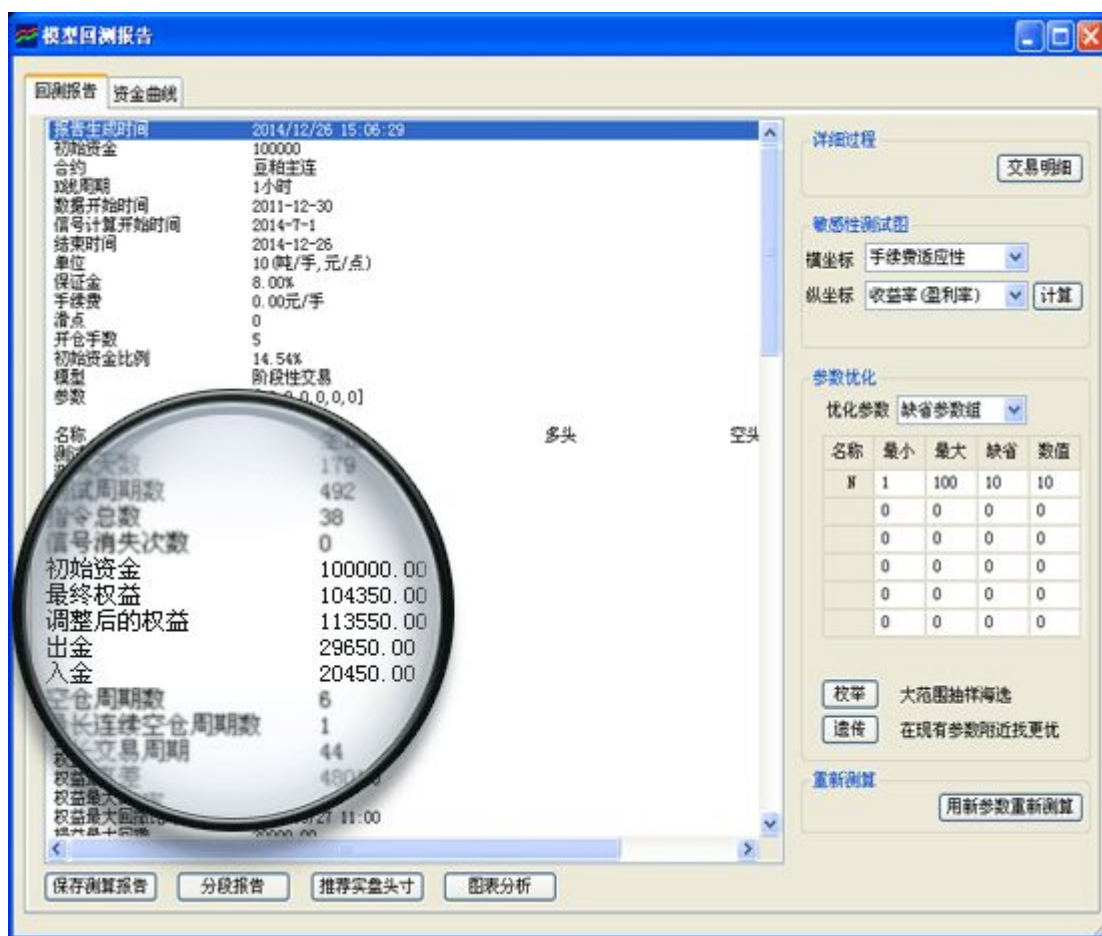 模型回测报告
回测报告 资金曲线
报告生成时间 2014/12/26 15:06:29
初始资金 100000
合约 豆粕主连
K线周期 1小时
数据开始时间 2011-12-30
信号计算开始时间 2014-7-1
结束时间 2014-12-26
单位 10(吨/手,元/点)
保证金 8.00%
手续费 0.00元/手
滑点 0
开仓手数 5
初始资金比例 14.54%
模型 阶段性交易
参数 0,0,0,0]
名称 多头 空头
179
测试周期数 492
指令总数 38
信号消失次数 0
初始资金 100000.00
最终权益 104350.00
调整后的权益 113550.00
出金 29650.00
入金 20450.00
空仓周期数 6
最长连续空仓周期数 1
最长交易周期 44
权益最大
权益最大回撤 27 11:00
详细过程
交易明细
敏感性测试图
横坐标 手续费适应性
纵坐标 收益率(盈利率) 计算
参数优化
优化参数 缺省参数组
名称 最小 最大 缺省 数值
N 1 100 10 10
0 0 0 0
0 0 0 0
0 0 0 0
0 0 0 0
0 0 0 0
枚举 大范围抽样海选
遗传 在现有参数附近找更优
重新测算
用新参数重新测算
保存测算报告 分段报告 推荐实盘头寸 图表分析